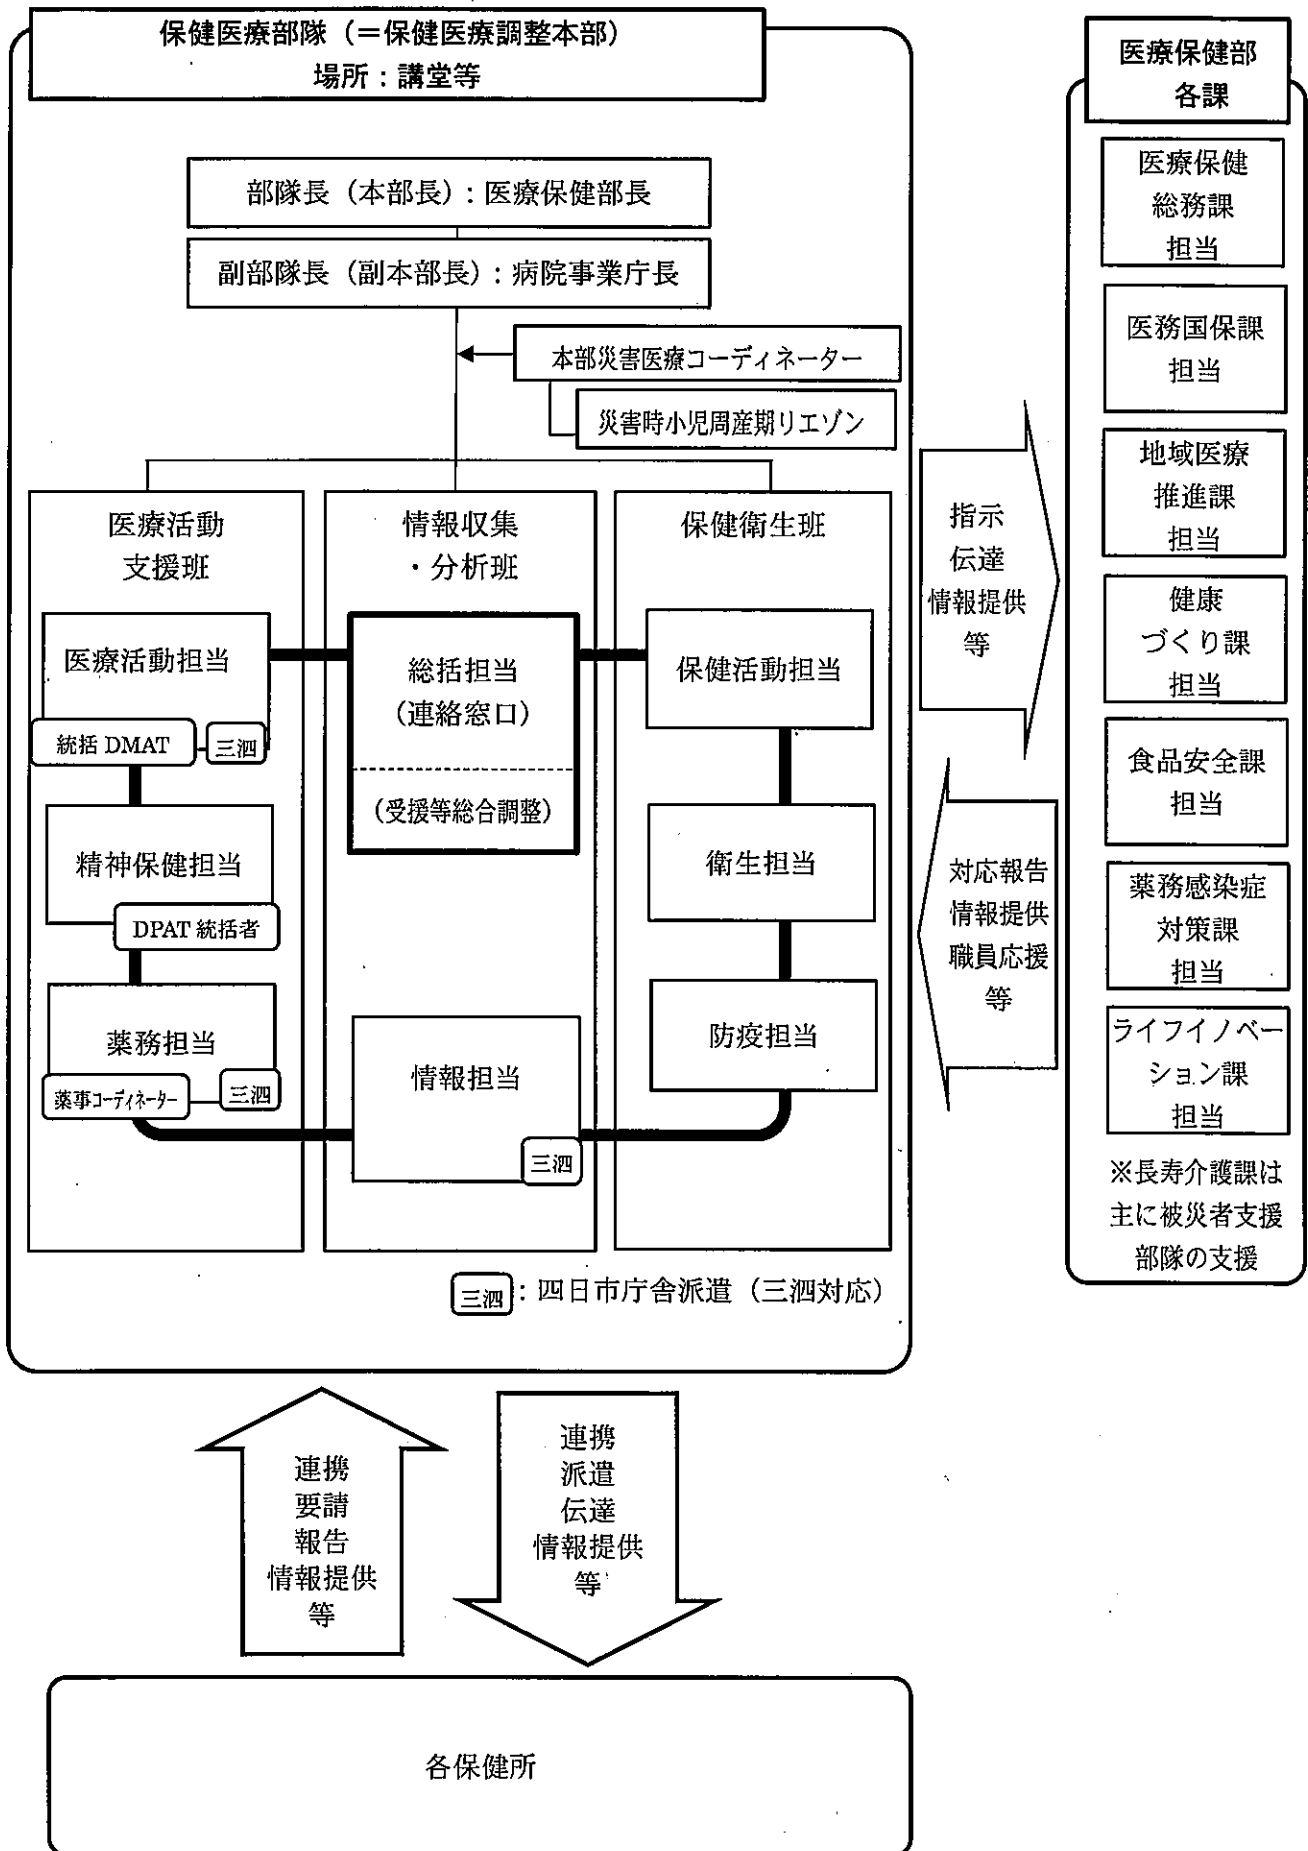 保健医療部隊（＝保健医療調整本部）
場所：講堂等
部隊長（本部長）：医療保健部長
副部隊長（副本部長）：病院事業庁長
本部災害医療コーディネーター
災害時小児周産期リエゾン
医療活動
支援班
医療活動担当
統括 DMAT
三泗
精神保健担当
DPAT 統括者
薬務担当
薬事コーディネーター
三泗
情報収集
・分析班
総括担当
（連絡窓口）
（受援等総合調整）
情報担当
三泗
保健衛生班
保健活動担当
衛生担当
防疫担当
三泗：四日市庁舎派遣（三泗対応）
指示
伝達
情報提供
等
対応報告
情報提供
職員応援
等
医療保健部
各課
医療保健
総務課
担当
医務国保課
担当
地域医療
推進課
担当
健康
づくり課
担当
食品安全課
担当
薬務感染症
対策課
担当
ライフイノベー
ション課
担当
※長寿介護課は
主に被災者支援
部隊の支援
連携
要請
報告
情報提供
等
連携
派遣
伝達
情報提供
等
各保健所